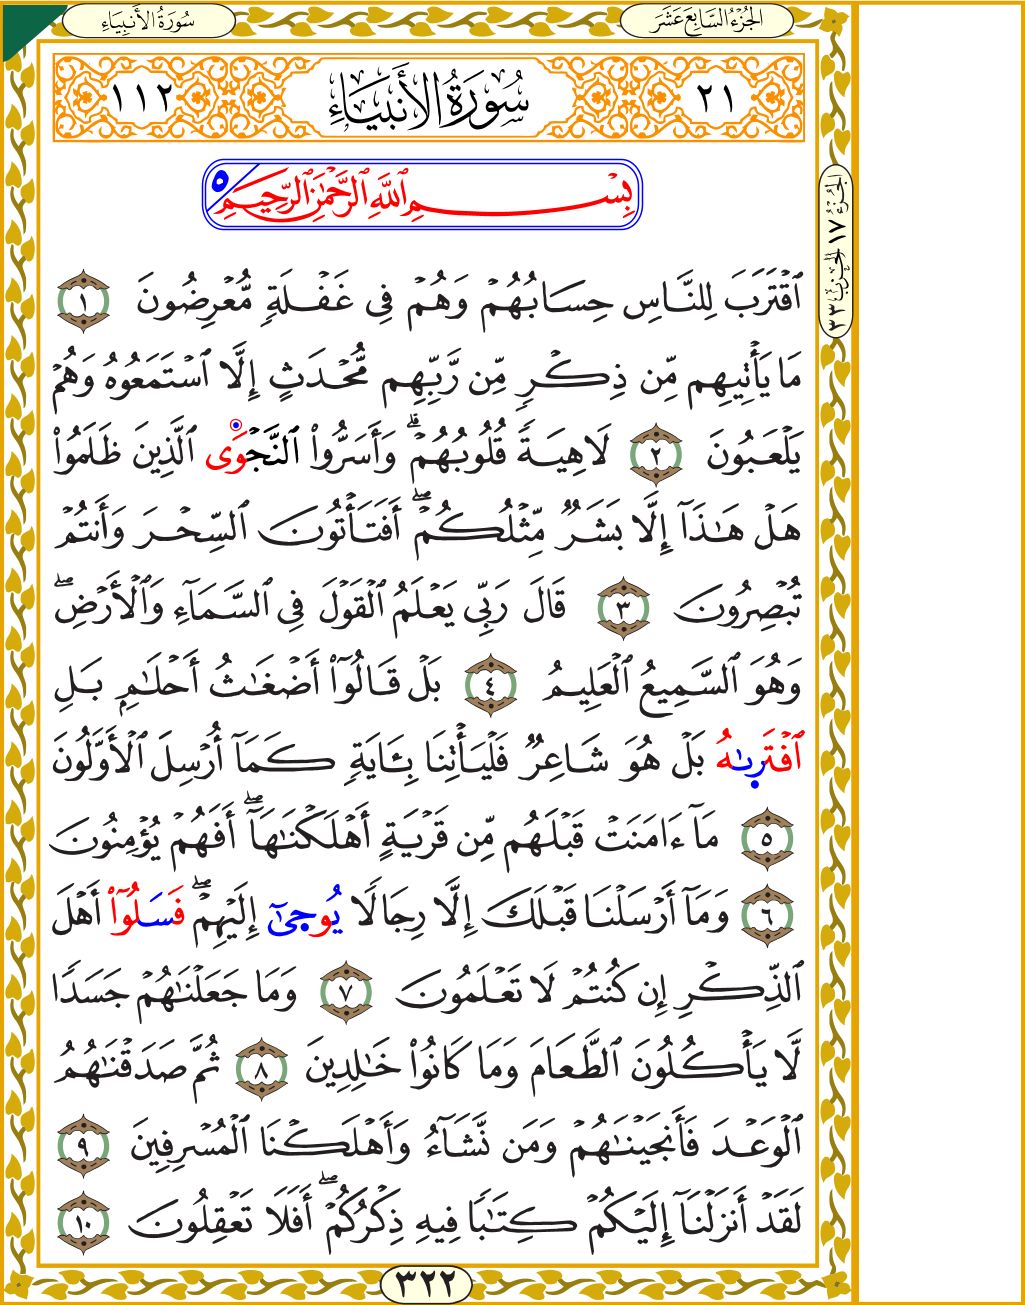 سُورَةُ الأَنبِيَاءِ
الجُزْءُ السَّابِعَ عَشَرَ
٢١
سُورَةُ الأَنبِيَاءِ
١١٢
بِسْمِ ٱللَّهِ ٱلرَّحْمَٰنِ ٱلرَّحِيمِ ٥
الجُزْءُ ١٧ الحِزْبُ ٣٣
ٱقْتَرَبَ لِلنَّاسِ حِسَابُهُمْ وَهُمْ فِى غَفْلَةٍ مُّعْرِضُونَ ١
مَا يَأْتِيهِم مِّن ذِكْرٍ مِّن رَّبِّهِم مُّحْدَثٍ إِلَّا ٱسْتَمَعُوهُ وَهُمْ
يَلْعَبُونَ ٢ لَاهِيَةً قُلُوبُهُمْ ۗ وَأَسَرُّوا۟ ٱلنَّجْوَى ٱلَّذِينَ ظَلَمُوا۟
هَلْ هَٰذَآ إِلَّا بَشَرٌ مِّثْلُكُمْ ۖ أَفَتَأْتُونَ ٱلسِّحْرَ وَأَنتُمْ
تُبْصِرُونَ ٣ قَالَ رَبِّى يَعْلَمُ ٱلْقَوْلَ فِى ٱلسَّمَآءِ وَٱلْأَرْضِ ۖ
وَهُوَ ٱلسَّمِيعُ ٱلْعَلِيمُ ٤ بَلْ قَالُوٓا۟ أَضْغَٰثُ أَحْلَٰمٍ بَلِ
ٱفْتَرِىٰهُ بَلْ هُوَ شَاعِرٌ فَلْيَأْتِنَا بِـَٔايَةٍ كَمَآ أُرْسِلَ ٱلْأَوَّلُونَ
٥ مَآ ءَامَنَتْ قَبْلَهُم مِّن قَرْيَةٍ أَهْلَكْنَٰهَآ ۖ أَفَهُمْ يُؤْمِنُونَ
٦ وَمَآ أَرْسَلْنَا قَبْلَكَ إِلَّا رِجَالًا يُوحِىٰٓ إِلَيْهِمْ ۖ فَسَلُوٓا۟ أَهْلَ
ٱلذِّكْرِ إِن كُنتُمْ لَا تَعْلَمُونَ ٧ وَمَا جَعَلْنَٰهُمْ جَسَدًا
لَّا يَأْكُلُونَ ٱلطَّعَامَ وَمَا كَانُوا۟ خَٰلِدِينَ ٨ ثُمَّ صَدَقْنَٰهُمُ
ٱلْوَعْدَ فَأَنجَيْنَٰهُمْ وَمَن نَّشَآءُ وَأَهْلَكْنَا ٱلْمُسْرِفِينَ ٩
لَقَدْ أَنزَلْنَآ إِلَيْكُمْ كِتَٰبًا فِيهِ ذِكْرُكُمْ ۖ أَفَلَا تَعْقِلُونَ ١٠
٣٢٢